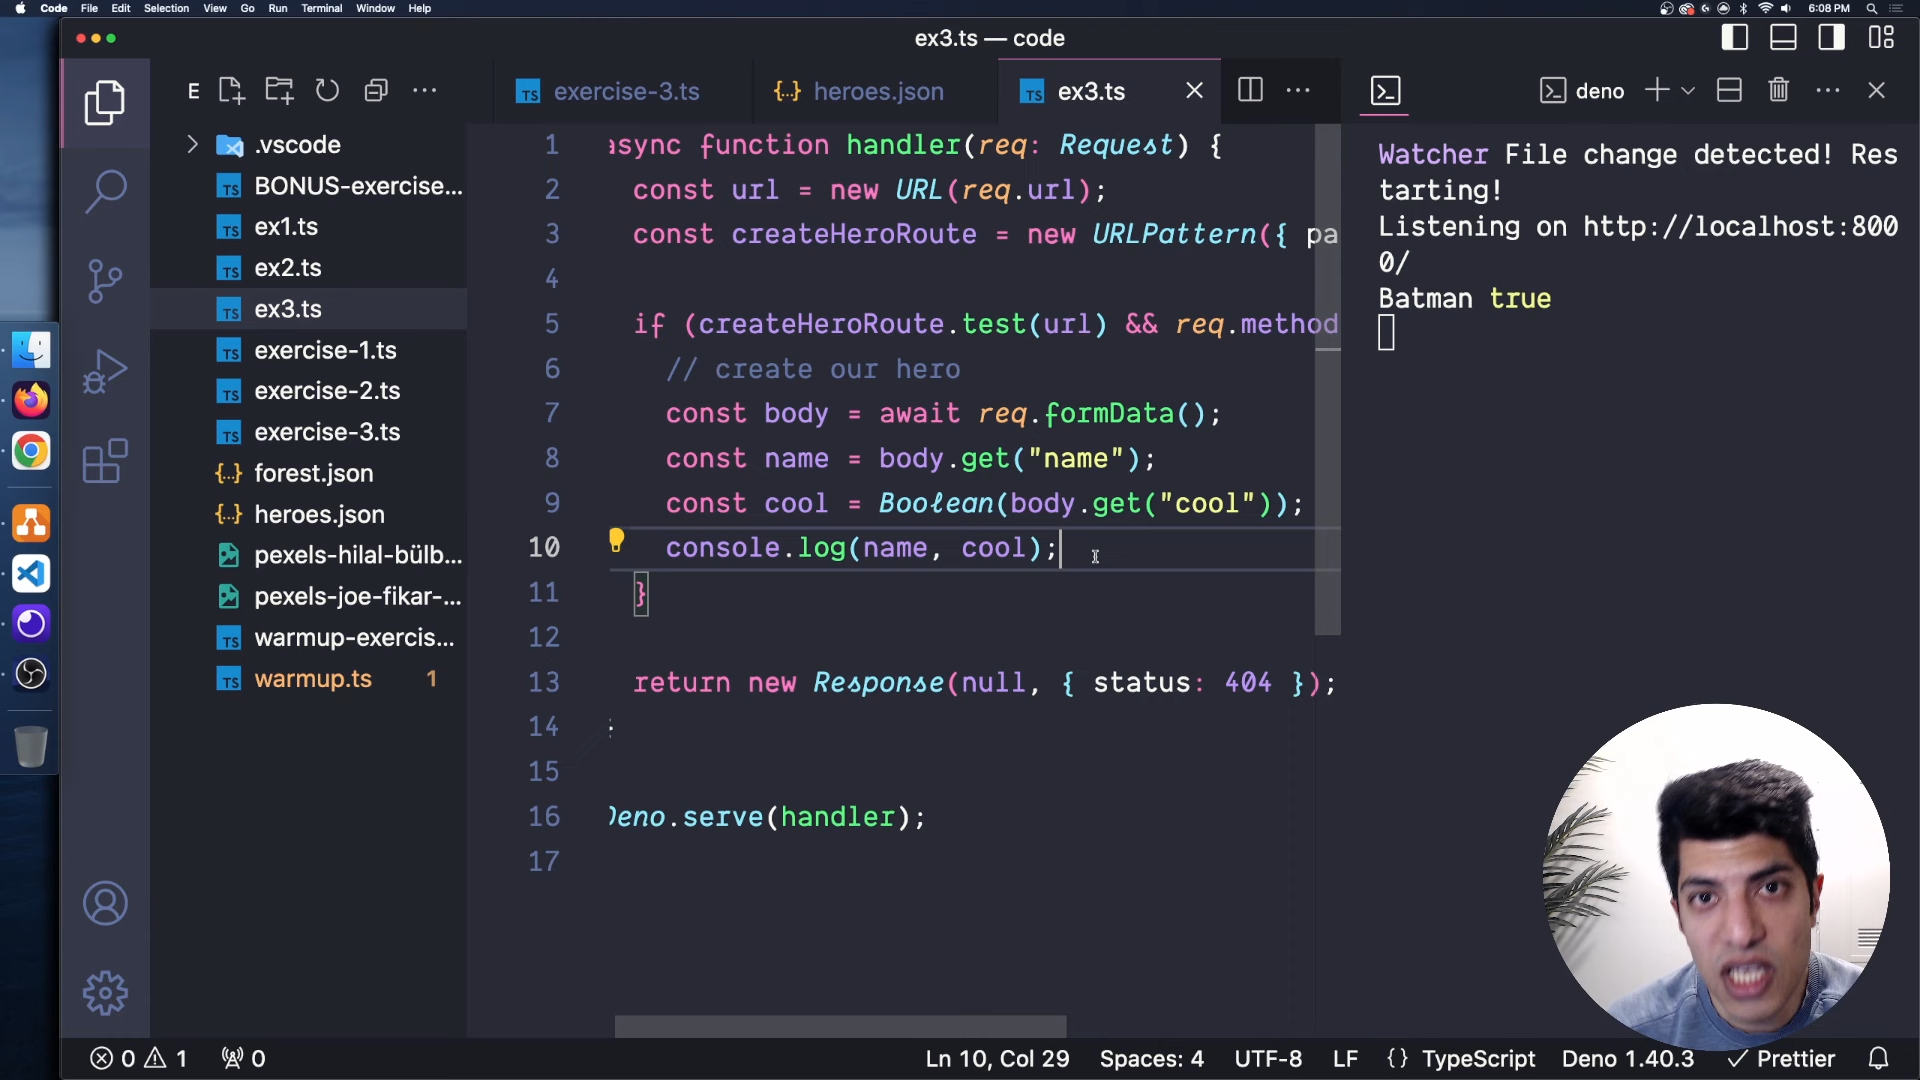 Code File Edit Selection View Go Run Terminal Window Help
6:08 PM
ex3.ts — code
E
exercise-3.ts
heroes.json
ex3.ts
deno
.vscode
BONUS-exercise...
ex1.ts
ex2.ts
ex3.ts
exercise-1.ts
exercise-2.ts
exercise-3.ts
forest.json
heroes.json
pexels-hilal-bülb...
pexels-joe-fikar-...
warmup-exercis...
warmup.ts 1
1 async function handler(req: Request) {
2 const url = new URL(req.url);
3 const createHeroRoute = new URLPattern({ pa
4
5 if (createHeroRoute.test(url) && req.method
6 // create our hero
7 const body = await req.formData();
8 const name = body.get("name");
9 const cool = Boolean(body.get("cool"));
10 console.log(name, cool);
11 }
12
13 return new Response(null, { status: 404 });
14
15
16 Deno.serve(handler);
17
Watcher File change detected! Res
tarting!
Listening on http://localhost:800
0/
Batman true
0 1 0
Ln 10, Col 29 Spaces: 4 UTF-8 LF {} TypeScript Deno 1.40.3 Prettier